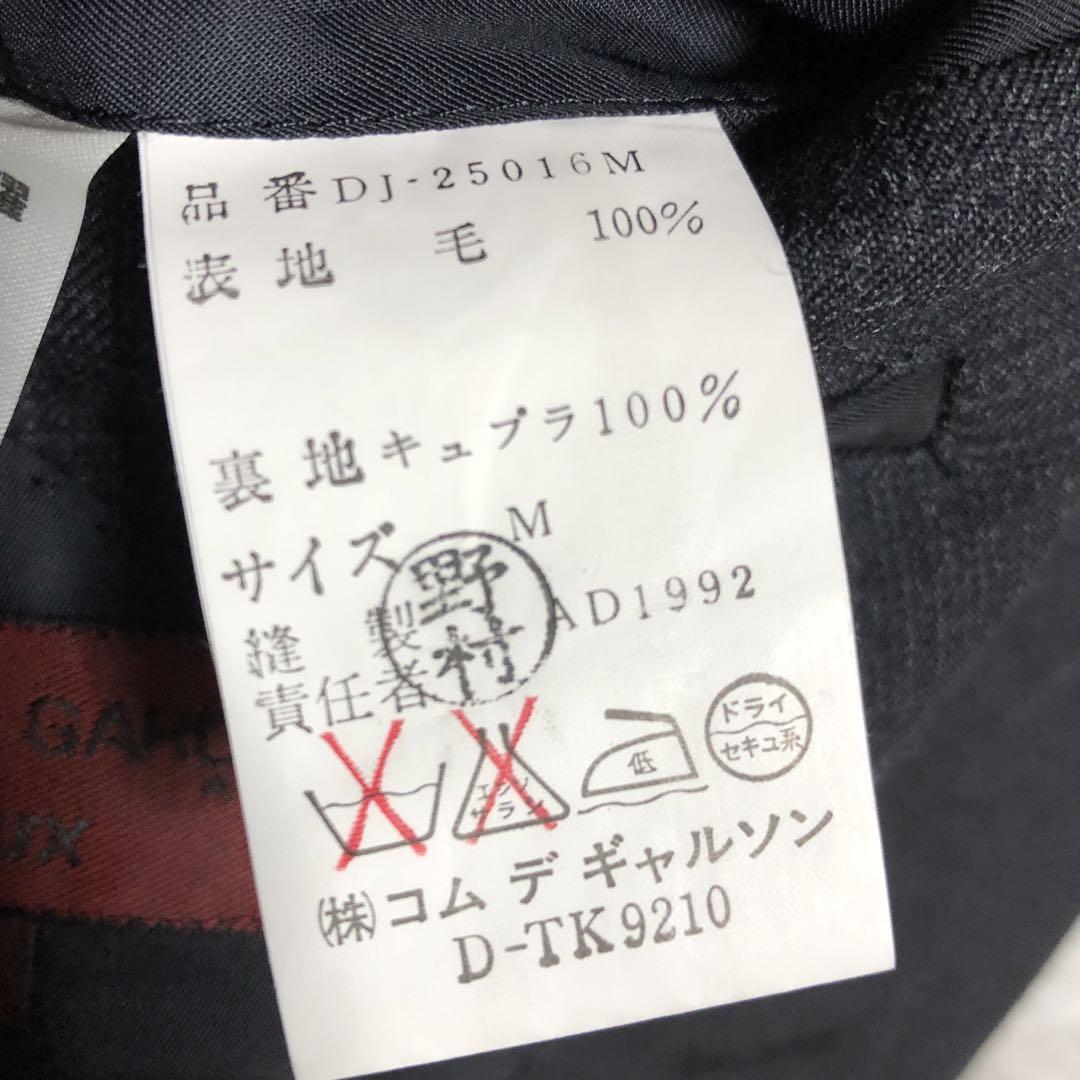 品番 DJ-25016M
表地 毛 100%
裏地 キュプラ100%
サイズ M
縫製 AD1992
責任者
野村
エンソ
サラシ
低
ドライ
セキユ系
(株)コム デ ギャルソン
D-TK9210